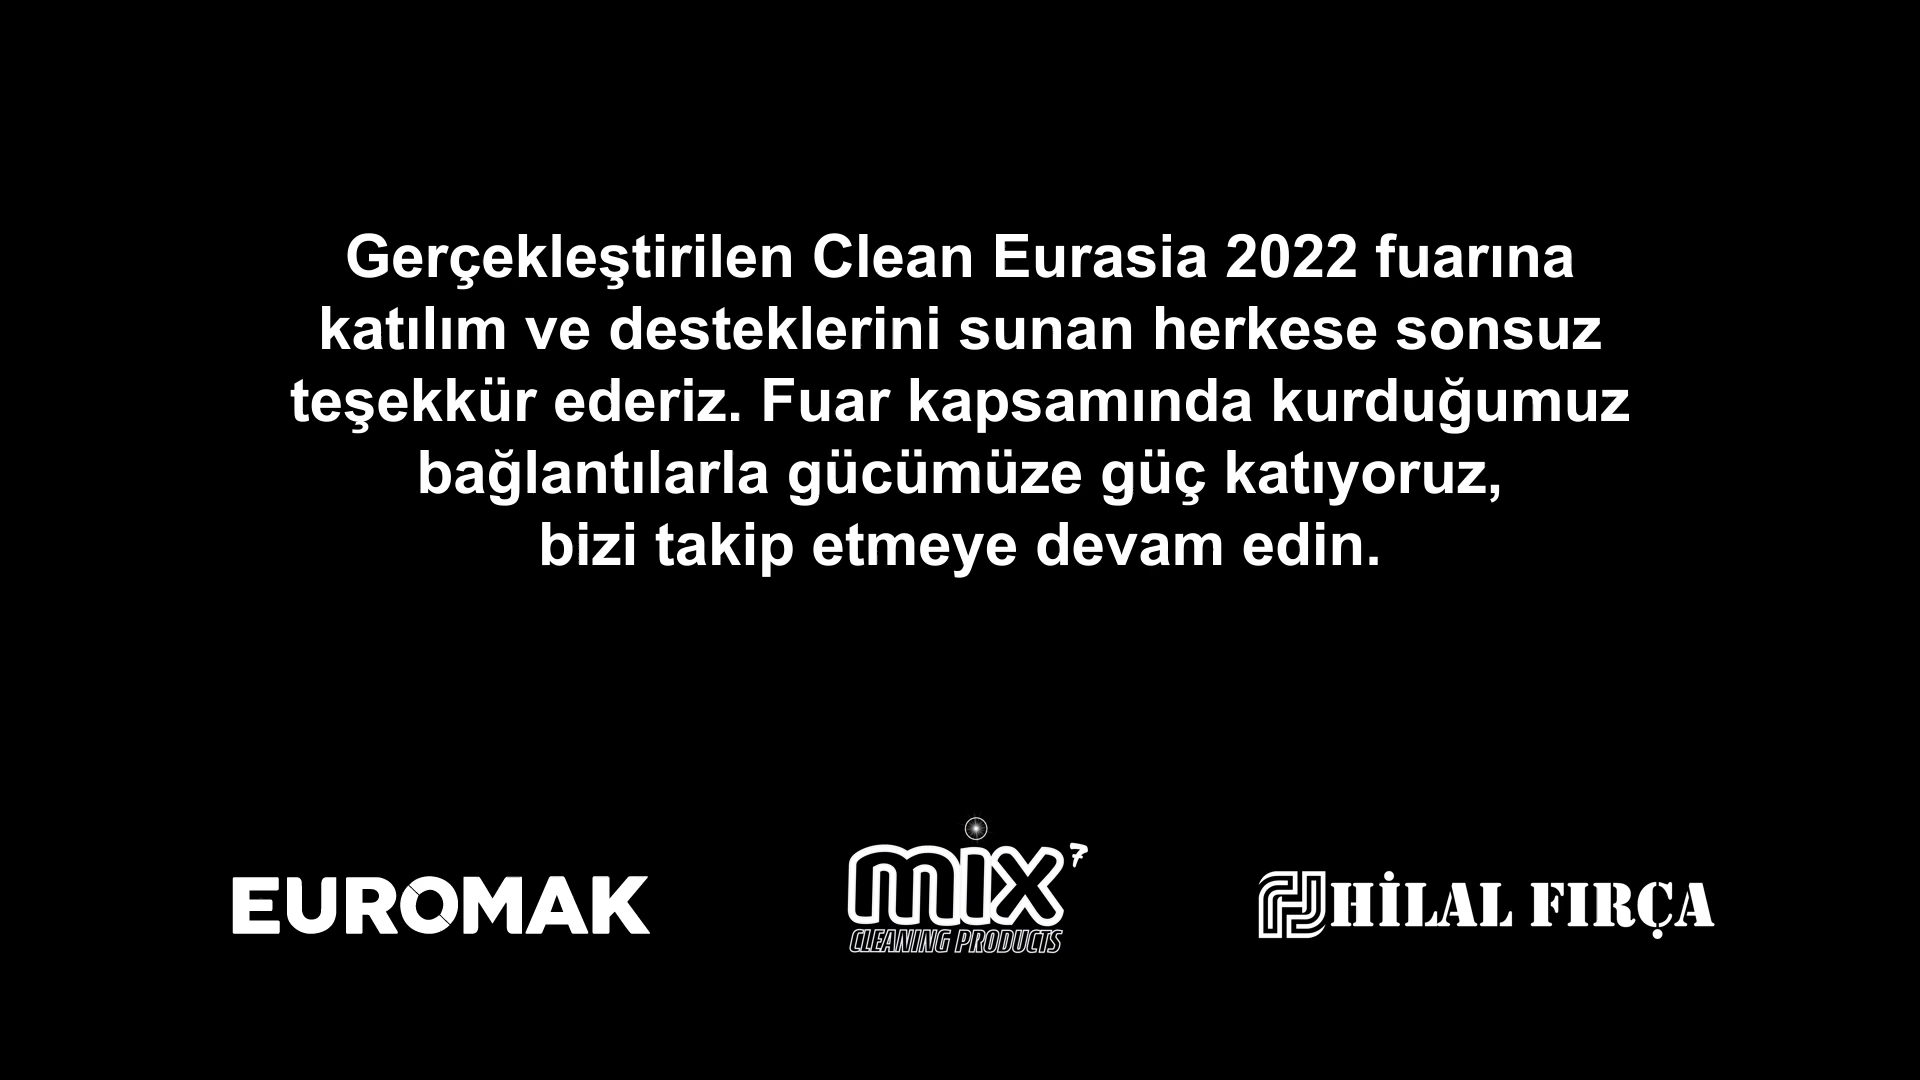 Gerçekleştirilen Clean Eurasia 2022 fuarına
katılım ve desteklerini sunan herkese sonsuz
teşekkür ederiz. Fuar kapsamında kurduğumuz
bağlantılarla gücümüze güç katıyoruz,
bizi takip etmeye devam edin.
EUROMAK
mix 7
CLEANING PRODUCTS
HİLAL FIRÇA